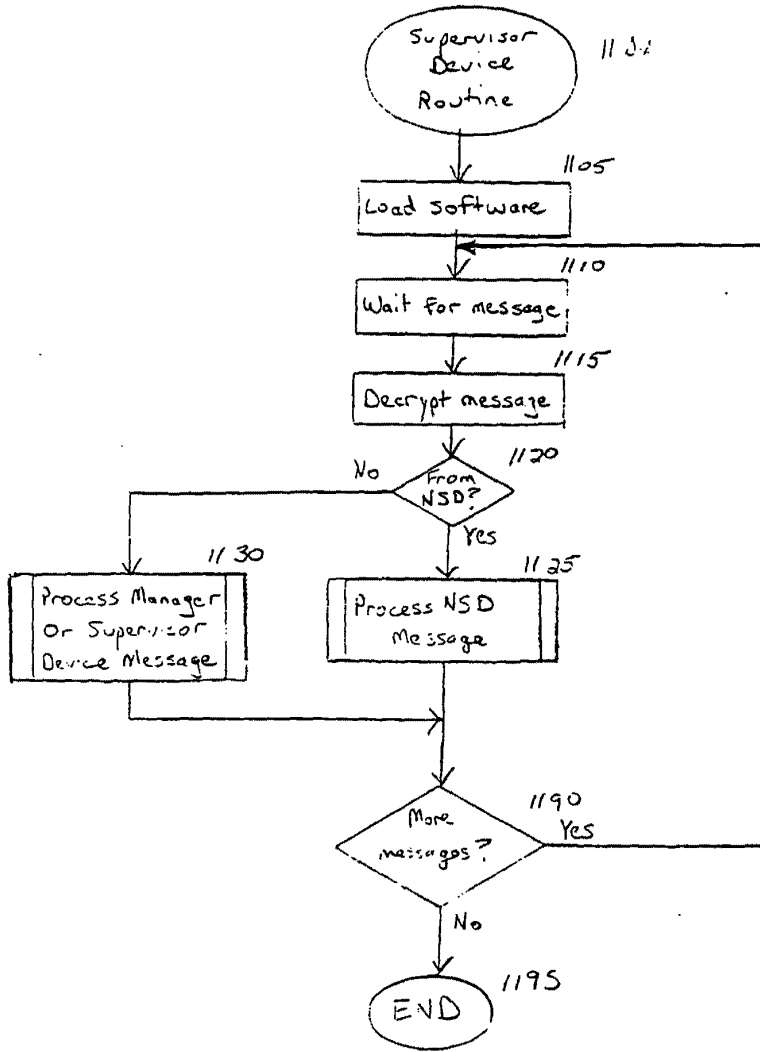 Supervisor
Device
Routine
1105
Load software
1110
Wait for message
1115
Decrypt message
1120
From
NSD?
No
Yes
1130
1125
Process Manager
Or Supervisor
Device Message
Process NSD
Message
1190
More
messages?
Yes
No
1195
END